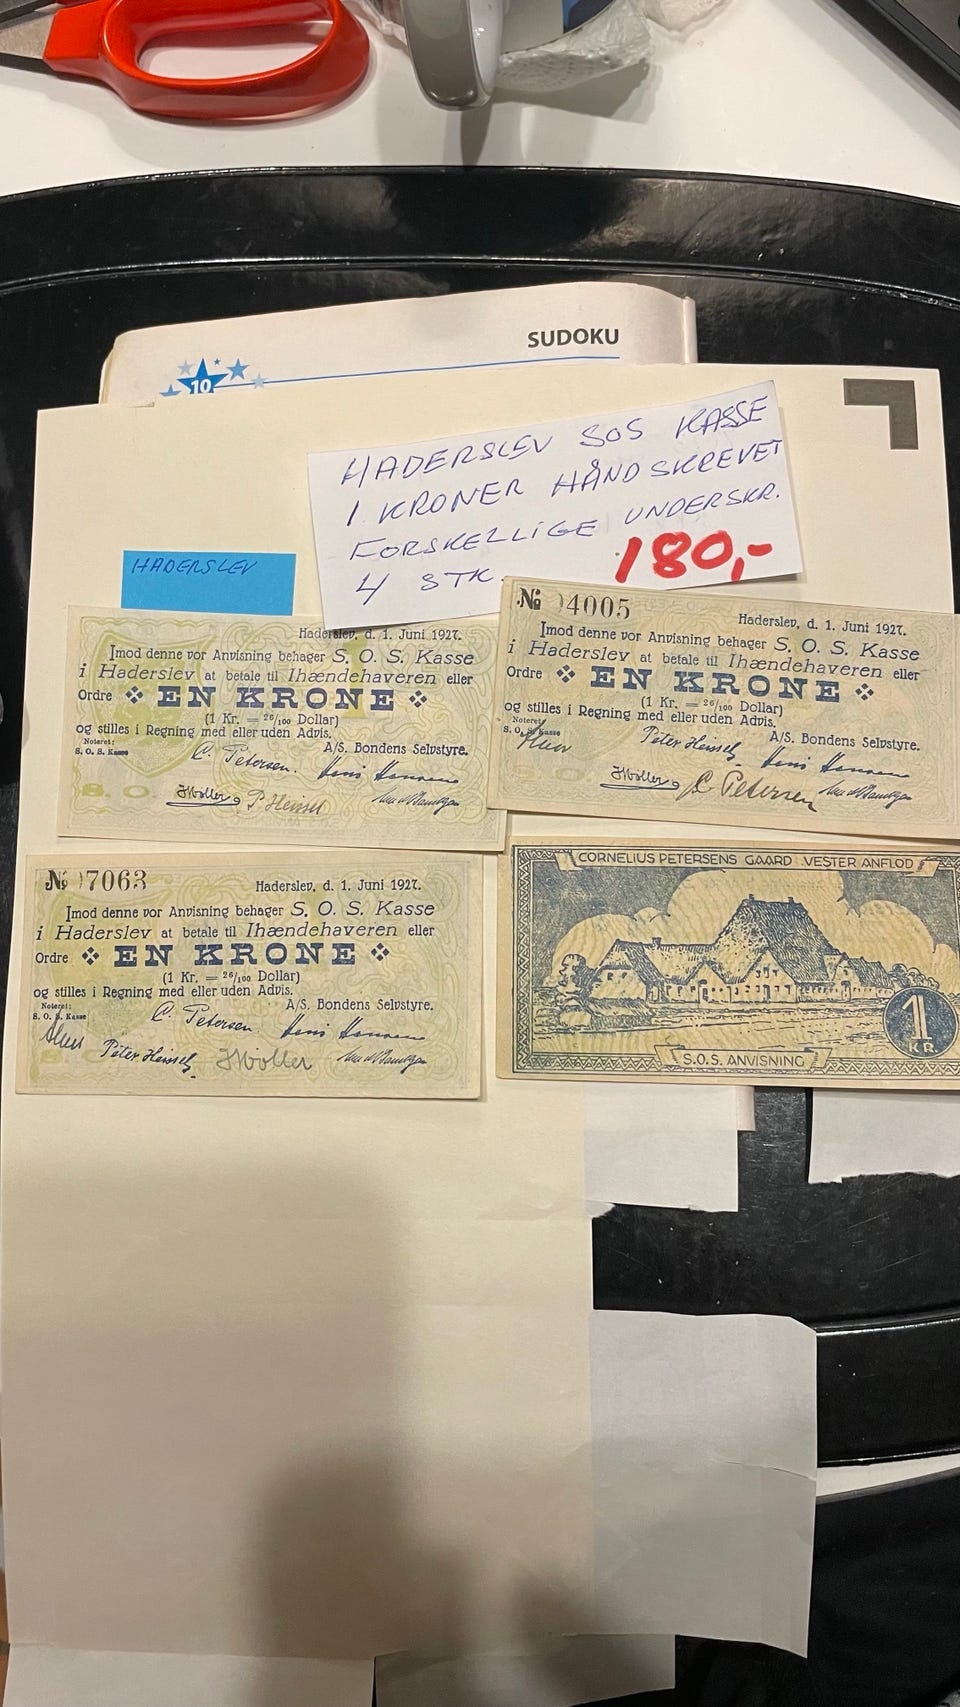 SUDOKU
10
HADERSLEV SOS KASSE
1 KRONER HÅNDSKREVET
FORSKELLIGE UNDERSKR.
4 STK. 180,-
HADERSLEV
Haderslev, d. 1. Juni 1927.
Imod denne vor Anvisning behager S. O. S. Kasse
i Haderslev at betale til Ihændehaveren eller
Ordre EN KRONE
(1 Kr. = 26/100 Dollar)
og stilles i Regning med eller uden Advis.
Noteret:
S. O. S. Kasse
A/S. Bondens Selvstyre.
C. Petersen.
HMoller P. Heissel
S. O.
№ 4005
Haderslev, d. 1. Juni 1927.
Imod denne vor Anvisning behager S. O. S. Kasse
i Haderslev at betale til Ihændehaveren eller
Ordre EN KRONE
(1 Kr. = 26/100 Dollar)
og stilles i Regning med eller uden Advis.
Noteret:
S. O. S. Kasse
Peter Heissel. A/S. Bondens Selvstyre.
HMoller C Petersen
№ 7063
Haderslev, d. 1. Juni 1927.
Imod denne vor Anvisning behager S. O. S. Kasse
i Haderslev at betale til Ihændehaveren eller
Ordre EN KRONE
(1 Kr. = 26/100 Dollar)
og stilles i Regning med eller uden Advis.
Noteret:
S. O. S. Kasse
A/S. Bondens Selvstyre.
C. Petersen
Peter Heissel. HMoller
CORNELIUS PETERSENS GAARD VESTER ANFLOD
1
KR.
S.O.S. ANVISNING